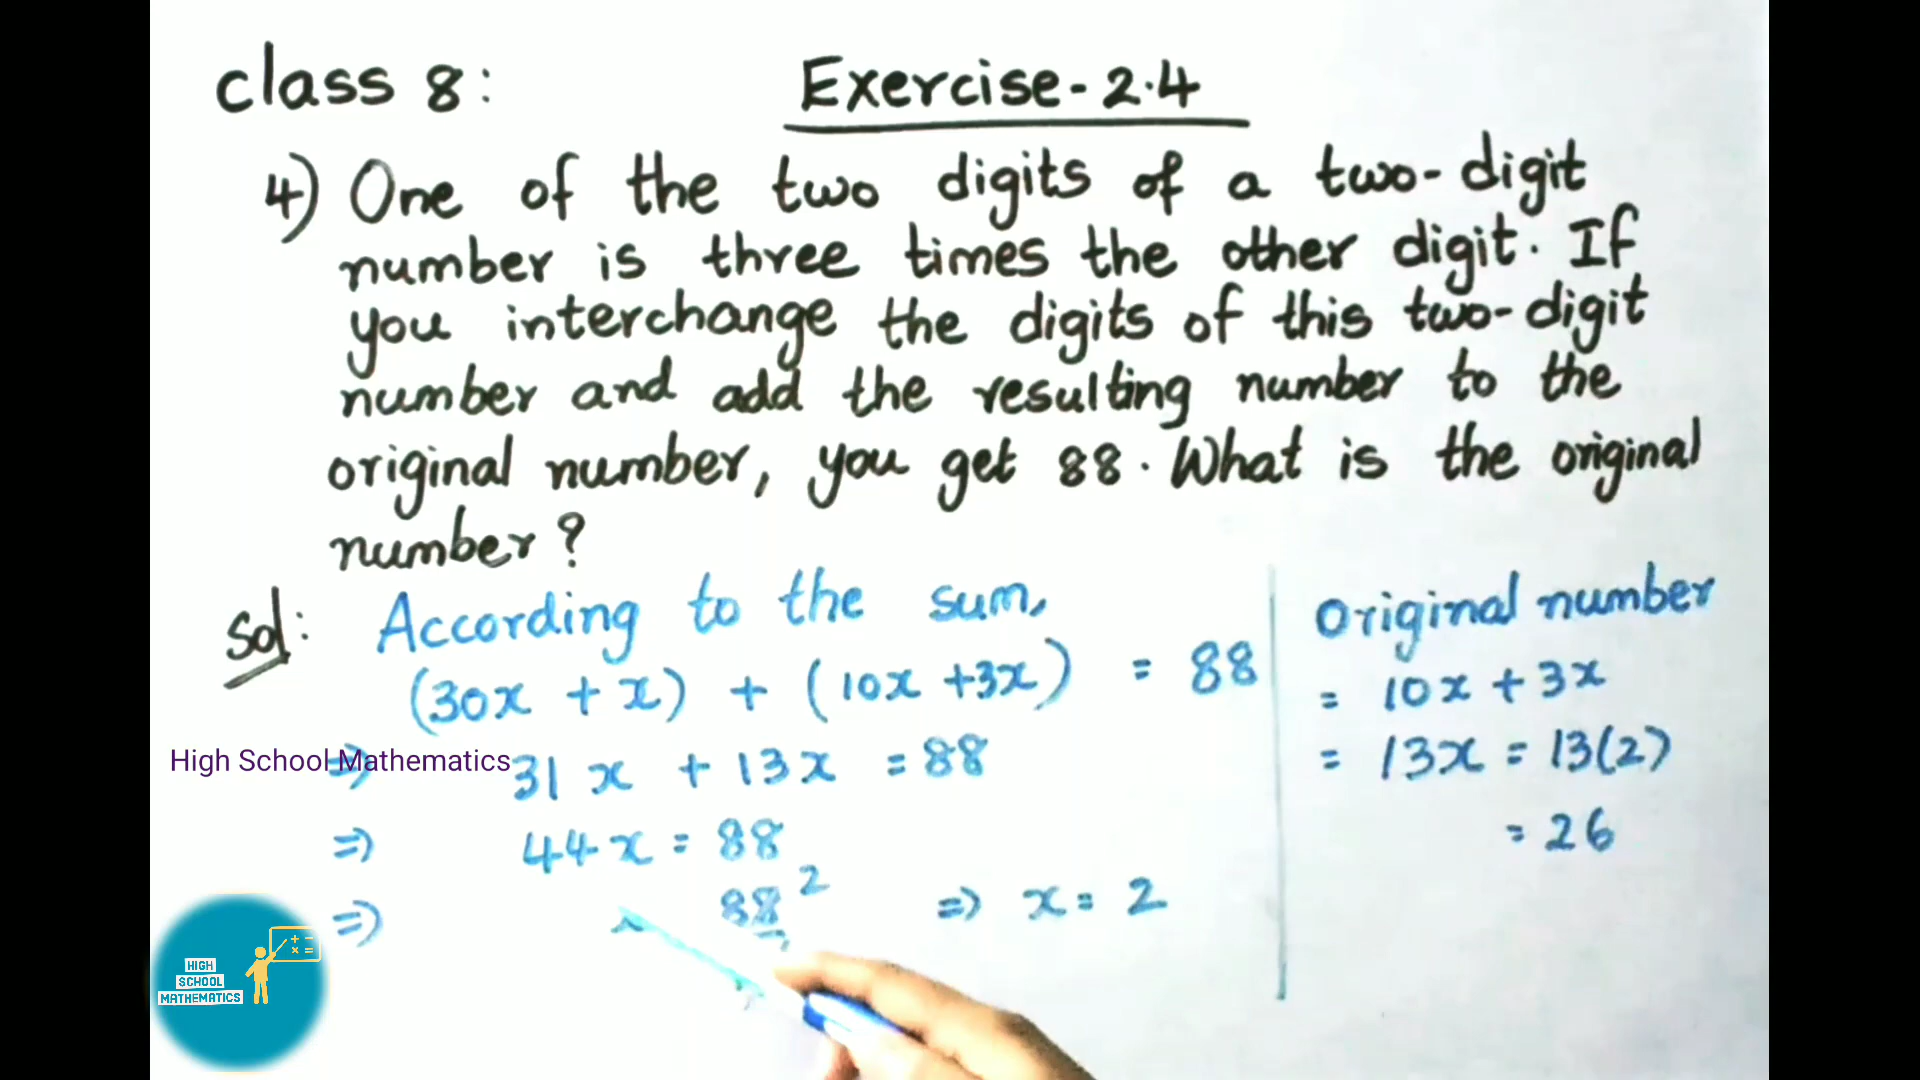 class 8:
Exercise-2.4
4) One of the two digits of a two-digit
number is three times the other digit. If
you interchange the digits of this two-digit
number and add the resulting number to the
original number, you get 88. What is the original
number?
Sol: According to the sum,
(30x + x) + (10x +3x) = 88
⇒ 31x + 13x = 88
⇒ 44x = 88
⇒ x 88 2 ⇒ x = 2
Original number
= 10x + 3x
= 13x = 13(2)
= 26
High School Mathematics
HIGH
SCHOOL
MATHEMATICS